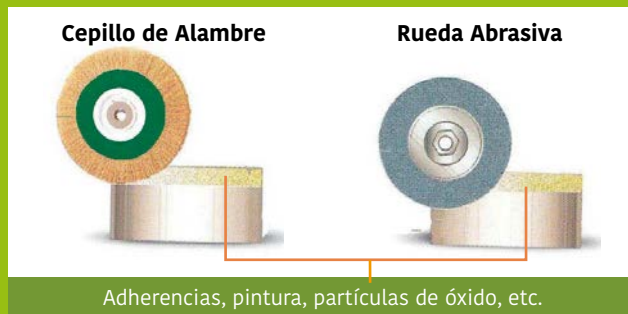 Cepillo de Alambre
Rueda Abrasiva
Adherencias, pintura, partículas de óxido, etc.